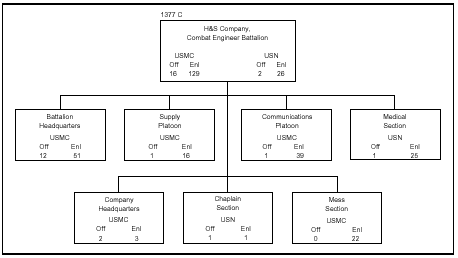 1377 C
H&S Company,
Combat Engineer Battalion
USMC USN
Off Enl Off Enl
16 129 2 26
Battalion
Headquarters
USMC
Off Enl
12 51
Supply
Platoon
USMC
Off Enl
1 16
Communications
Platoon
USMC
Off Enl
1 39
Medical
Section
USN
Off Enl
1 25
Company
Headquarters
USMC
Off Enl
2 3
Chaplain
Section
USN
Off Enl
1 1
Mess
Section
USMC
Off Enl
0 22